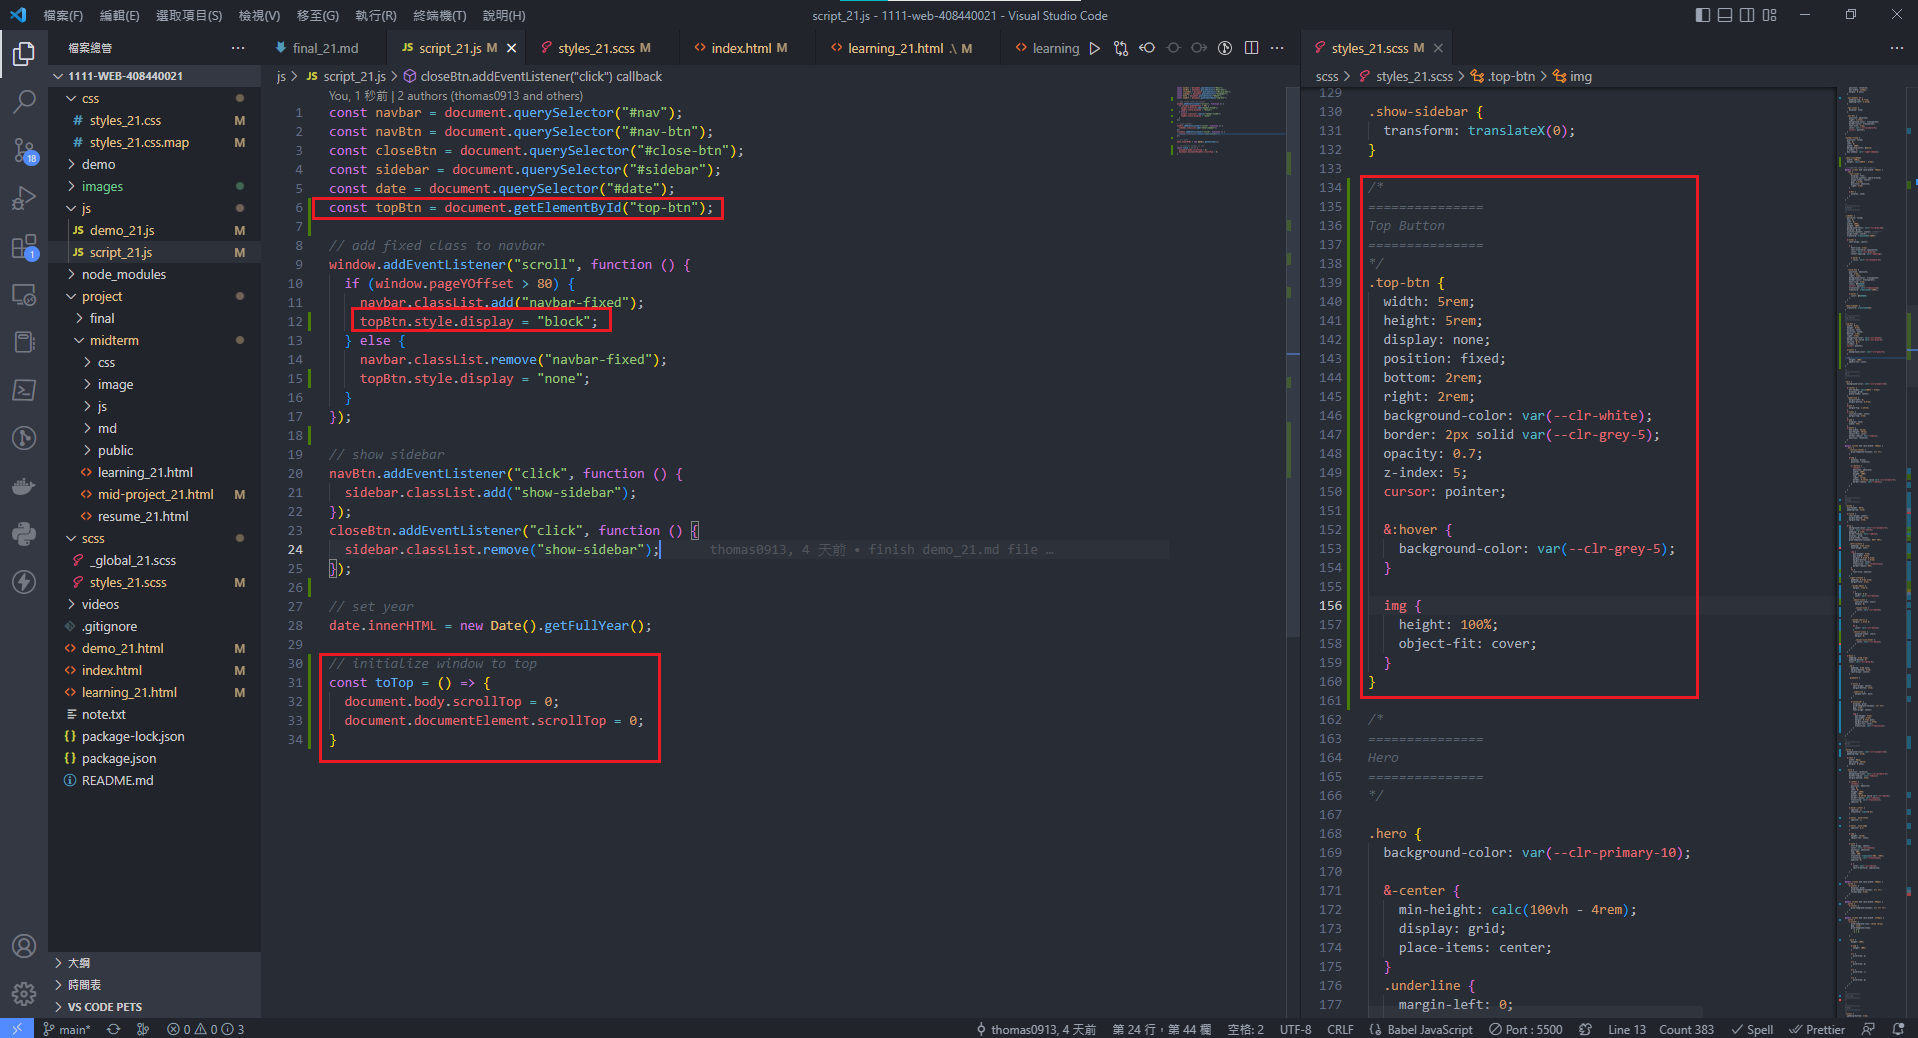 檔案(F) 編輯(E) 選取項目(S) 檢視(V) 移至(G) 執行(R) 終端機(T) 說明(H)
script_21.js - 1111-web-408440021 - Visual Studio Code
檔案總管
1111-WEB-408440021
css
styles_21.css M
styles_21.css.map M
demo
images
js
demo_21.js M
script_21.js M
node_modules
project
final
midterm
css
image
js
md
public
learning_21.html
mid-project_21.html M
resume_21.html
scss
_global_21.scss
styles_21.scss M
videos
.gitignore
demo_21.html M
index.html M
learning_21.html M
note.txt
package-lock.json
package.json
README.md
大綱
時間表
VS CODE PETS
18
1
final_21.md
script_21.js M
styles_21.scss M
index.html M
learning_21.html .\ M
learning
js > script_21.js > closeBtn.addEventListener("click") callback
You, 1 秒前 | 2 authors (thomas0913 and others)
1 const navbar = document.querySelector("#nav");
2 const navBtn = document.querySelector("#nav-btn");
3 const closeBtn = document.querySelector("#close-btn");
4 const sidebar = document.querySelector("#sidebar");
5 const date = document.querySelector("#date");
6 const topBtn = document.getElementById("top-btn");
7
8 // add fixed class to navbar
9 window.addEventListener("scroll", function () {
10 if (window.pageYOffset > 80) {
11 navbar.classList.add("navbar-fixed");
12 topBtn.style.display = "block";
13 } else {
14 navbar.classList.remove("navbar-fixed");
15 topBtn.style.display = "none";
16 }
17 });
18
19 // show sidebar
20 navBtn.addEventListener("click", function () {
21 sidebar.classList.add("show-sidebar");
22 });
23 closeBtn.addEventListener("click", function () {
24 sidebar.classList.remove("show-sidebar"); thomas0913, 4 天前 • finish demo_21.md file …
25 });
26
27 // set year
28 date.innerHTML = new Date().getFullYear();
29
30 // initialize window to top
31 const toTop = () => {
32 document.body.scrollTop = 0;
33 document.documentElement.scrollTop = 0;
34 }
styles_21.scss M
scss > styles_21.scss > .top-btn > img
129
130 .show-sidebar {
131 transform: translateX(0);
132 }
133
134 /*
135 ===============
136 Top Button
137 ===============
138 */
139 .top-btn {
140 width: 5rem;
141 height: 5rem;
142 display: none;
143 position: fixed;
144 bottom: 2rem;
145 right: 2rem;
146 background-color: var(--clr-white);
147 border: 2px solid var(--clr-grey-5);
148 opacity: 0.7;
149 z-index: 5;
150 cursor: pointer;
151
152 &:hover {
153 background-color: var(--clr-grey-5);
154 }
155
156 img {
157 height: 100%;
158 object-fit: cover;
159 }
160 }
161
162 /*
163 ===============
164 Hero
165 ===============
166 */
167
168 .hero {
169 background-color: var(--clr-primary-10);
170
171 &-center {
172 min-height: calc(100vh - 4rem);
173 display: grid;
174 place-items: center;
175 }
176 .underline {
177 margin-left: 0;
main* 0 0 3
thomas0913, 4 天前 第 24 行，第 44 欄 空格: 2 UTF-8 CRLF Babel JavaScript Port : 5500 Line 13 Count 383 Spell Prettier